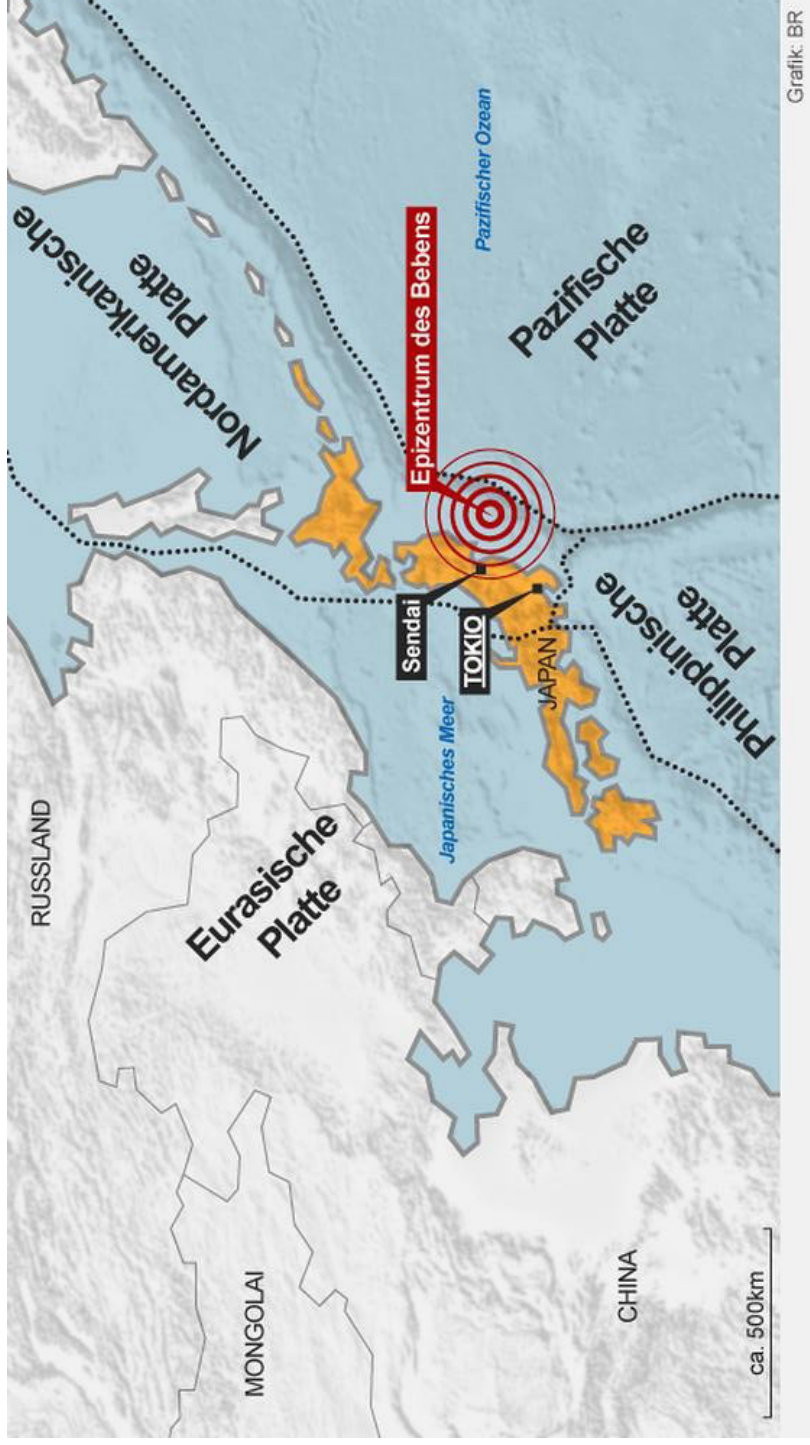 RUSSLAND
MONGOLAI
CHINA
Eurasische
Platte
Nordamerikanische
Platte
Japanisches Meer
Sendai
TOKIO
JAPAN
Epizentrum des Bebens
Pazifischer Ozean
Pazifische
Platte
Philippinische
Platte
ca. 500km
Grafik: BR